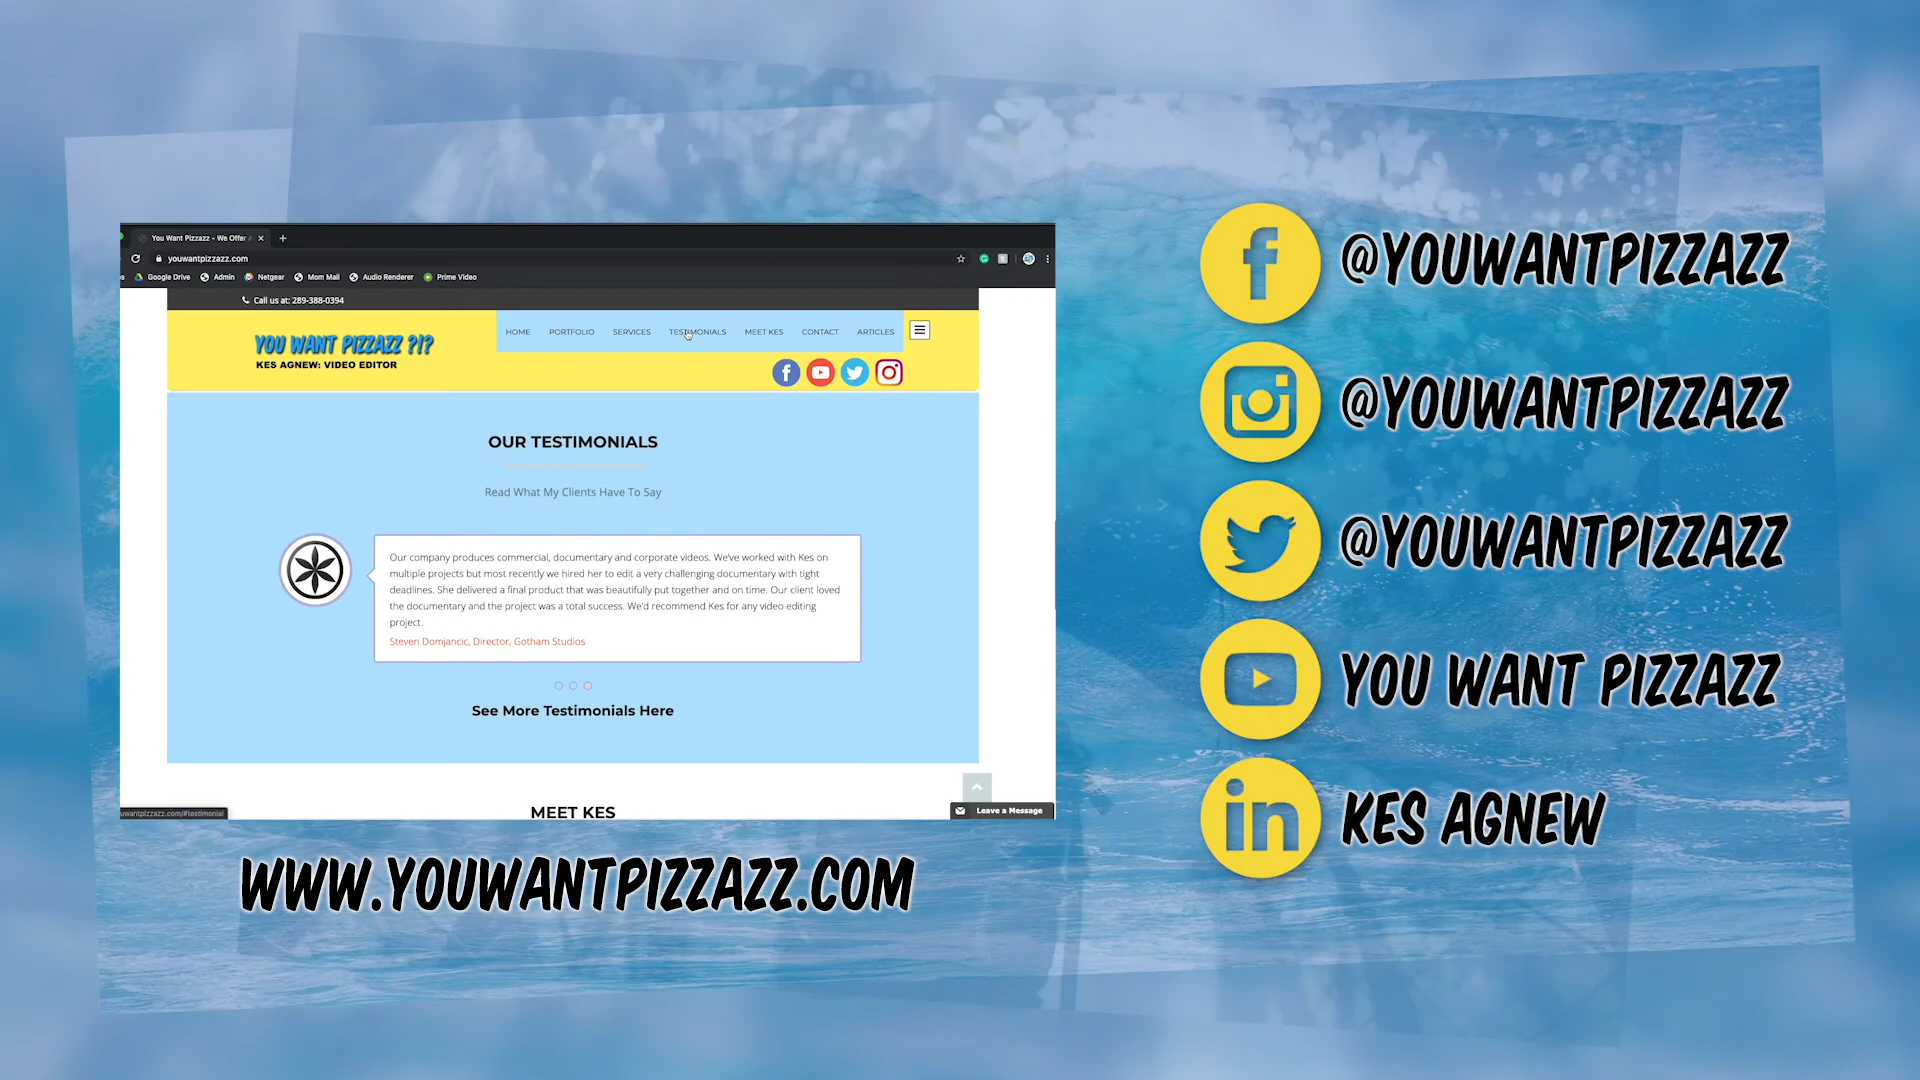 You Want Pizzazz - We Offer
youwantpizzazz.com
Google Drive Admin Netgear Mom Mail Audio Renderer Prime Video
Call us at: 289-388-0394
HOME PORTFOLIO SERVICES TESTIMONIALS MEET KES CONTACT ARTICLES
YOU WANT PIZZAZZ ?!?
KES AGNEW: VIDEO EDITOR
OUR TESTIMONIALS
Read What My Clients Have To Say
Our company produces commercial, documentary and corporate videos. We've worked with Kes on
multiple projects but most recently we hired her to edit a very challenging documentary with tight
deadlines. She delivered a final product that was beautifully put together and on time. Our client loved
the documentary and the project was a total success. We'd recommend Kes for any video editing
project.
Steven Domjancic, Director, Gotham Studios
See More Testimonials Here
MEET KES
Leave a Message
uwantpizzazz.com/#testimonial
WWW.YOUWANTPIZZAZZ.COM
@YOUWANTPIZZAZZ
@YOUWANTPIZZAZZ
@YOUWANTPIZZAZZ
YOU WANT PIZZAZZ
KES AGNEW